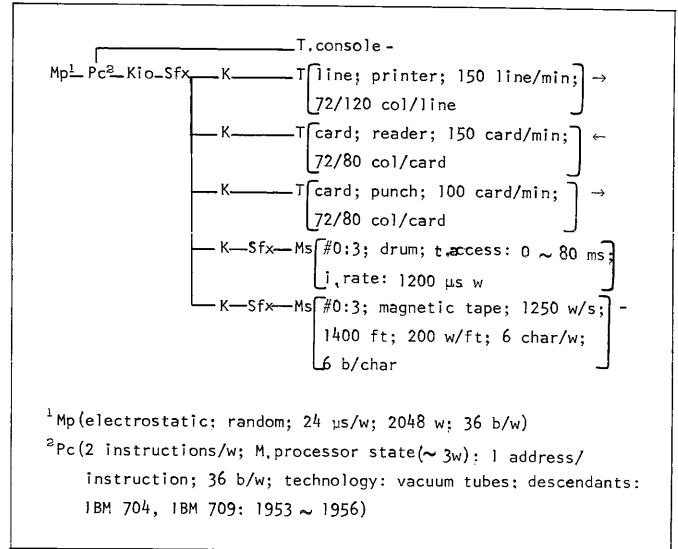 T.console -
Mp¹ Pc² Kio Sfx K T[line; printer; 150 line/min; →
72/120 col/line]
K T[card; reader; 150 card/min; ←
72/80 col/card]
K T[card; punch; 100 card/min; →
72/80 col/card]
K Sfx Ms[#0:3; drum; t.access: 0 ~ 80 ms;
i.rate: 1200 μs w]
K Sfx Ms[#0:3; magnetic tape; 1250 w/s; -
1400 ft; 200 w/ft; 6 char/w;
6 b/char]
¹Mp(electrostatic; random; 24 μs/w; 2048 w; 36 b/w)
²Pc(2 instructions/w; M.processor state(~ 3w); 1 address/
instruction; 36 b/w; technology: vacuum tubes; descendants:
IBM 704, IBM 709: 1953 ~ 1956)